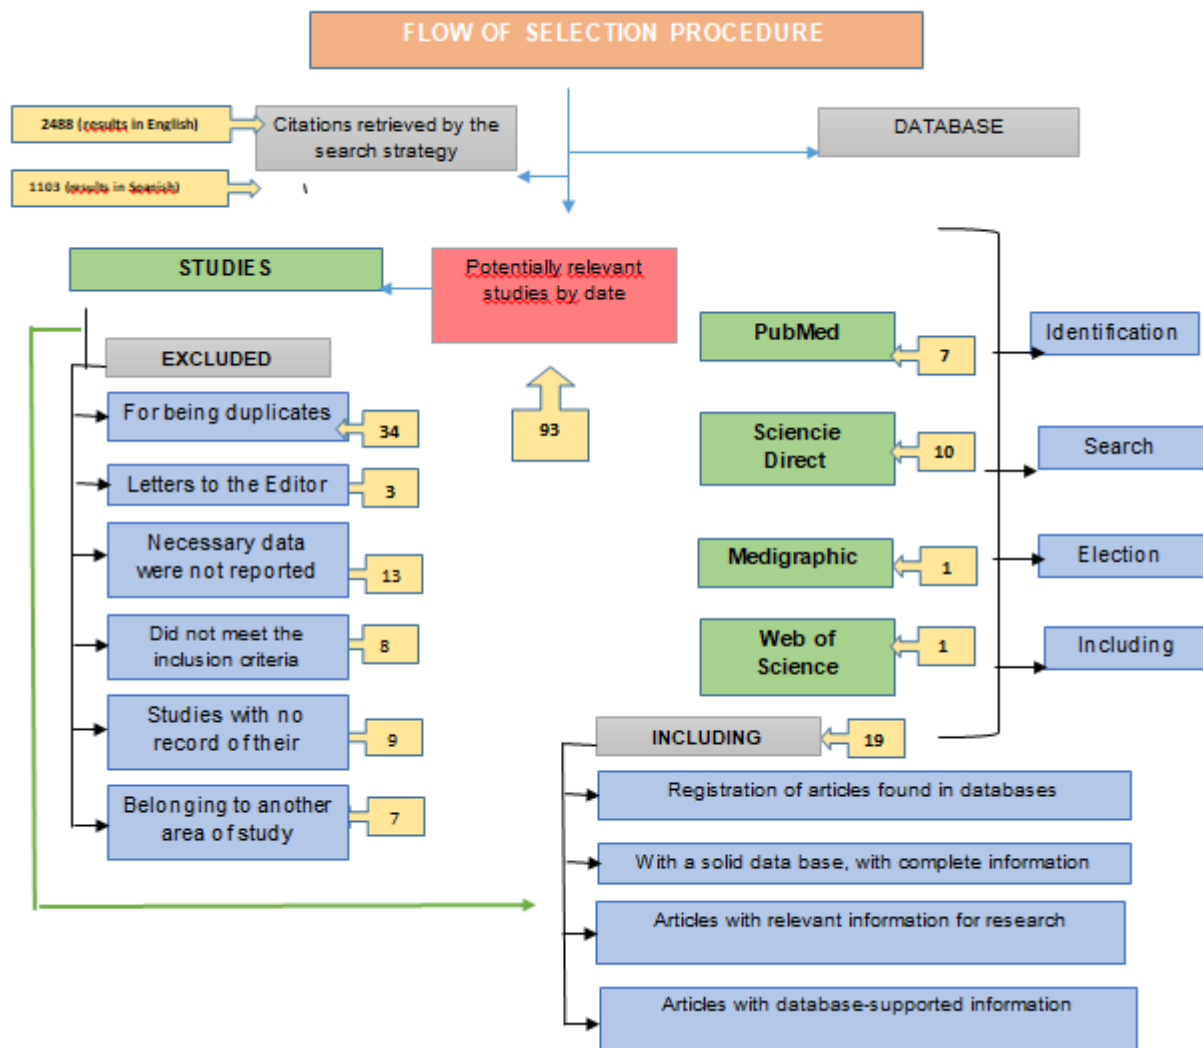 FLOW OF SELECTION PROCEDURE
2488 (results in English)
Citations retrieved by the
search strategy
DATABASE
1103 (results in Spanish)
\
STUDIES
Potentially relevant
studies by date
93
EXCLUDED
For being duplicates
34
Letters to the Editor
3
Necessary data
were not reported
13
Did not meet the
inclusion criteria
8
Studies with no
record of their
9
Belonging to another
area of study
7
PubMed
7
Sciencie
Direct
10
Medigraphic
1
Web of
Science
1
Identification
Search
Election
Including
INCLUDING
19
Registration of articles found in databases
With a solid data base, with complete information
Articles with relevant information for research
Articles with database-supported information